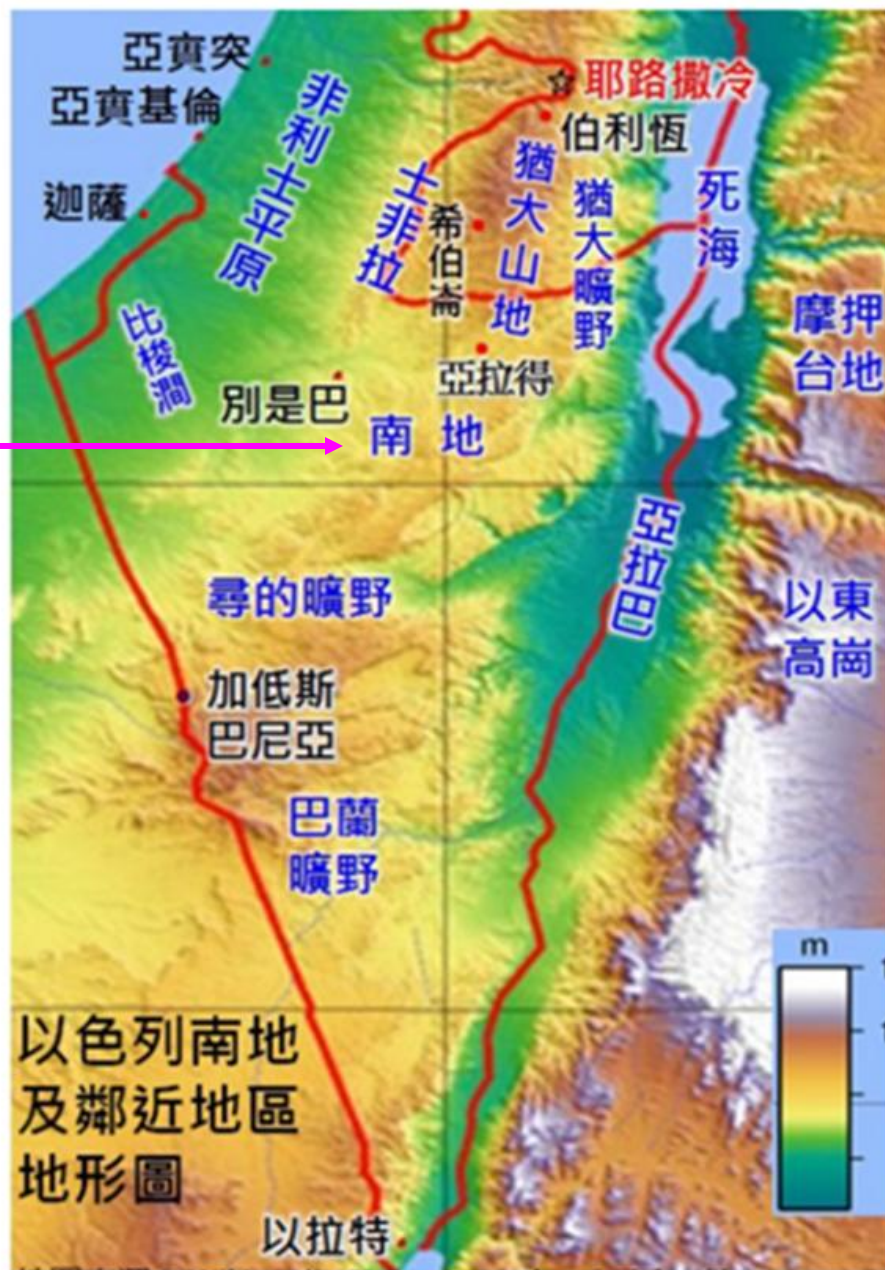 亞實突
亞實基倫
迦薩
非利士平原
耶路撒冷
伯利恆
士非拉
希伯崙
猶大山地
猶大曠野
死海
摩押
台地
比梭澗
別是巴
亞拉得
南地
亞拉巴
尋的曠野
以東
高崗
加低斯
巴尼亞
巴蘭
曠野
m
以色列南地
及鄰近地區
地形圖
以拉特